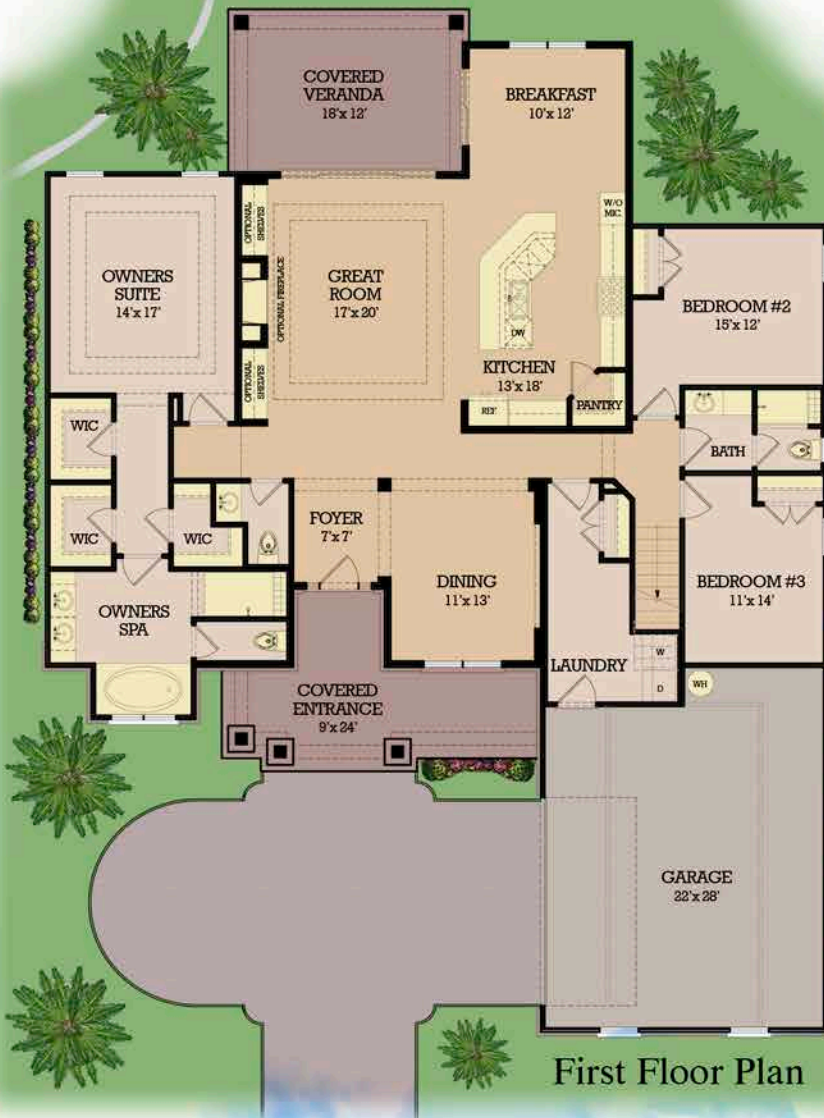 COVERED
VERANDA
18'x 12'
BREAKFAST
10'x 12'
OPTIONAL
SHELVES
W/O
MIC.
OWNERS
SUITE
14'x 17'
OPTIONAL FIREPLACE
GREAT
ROOM
17'x 20'
BEDROOM #2
15'x 12'
DW
KITCHEN
13'x 18'
OPTIONAL
SHELVES
REF
PANTRY
WIC
BATH
WIC
WIC
FOYER
7'x 7'
DINING
11'x 13'
BEDROOM #3
11'x 14'
OWNERS
SPA
LAUNDRY
W
D
WH
COVERED
ENTRANCE
9'x 24'
GARAGE
22'x 28'
First Floor Plan